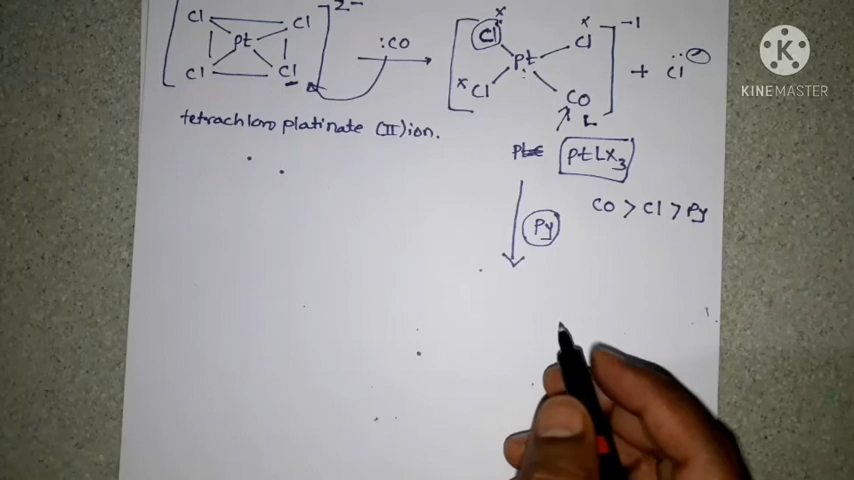 [Cl Cl Pt Cl Cl]2- :CO → [Cl x Cl x Pt x Cl CO L]-1 + :Cl -
tetrachloro platinate (II) ion.
PtLX3
CO > Cl > Py
Py
K KINEMASTER